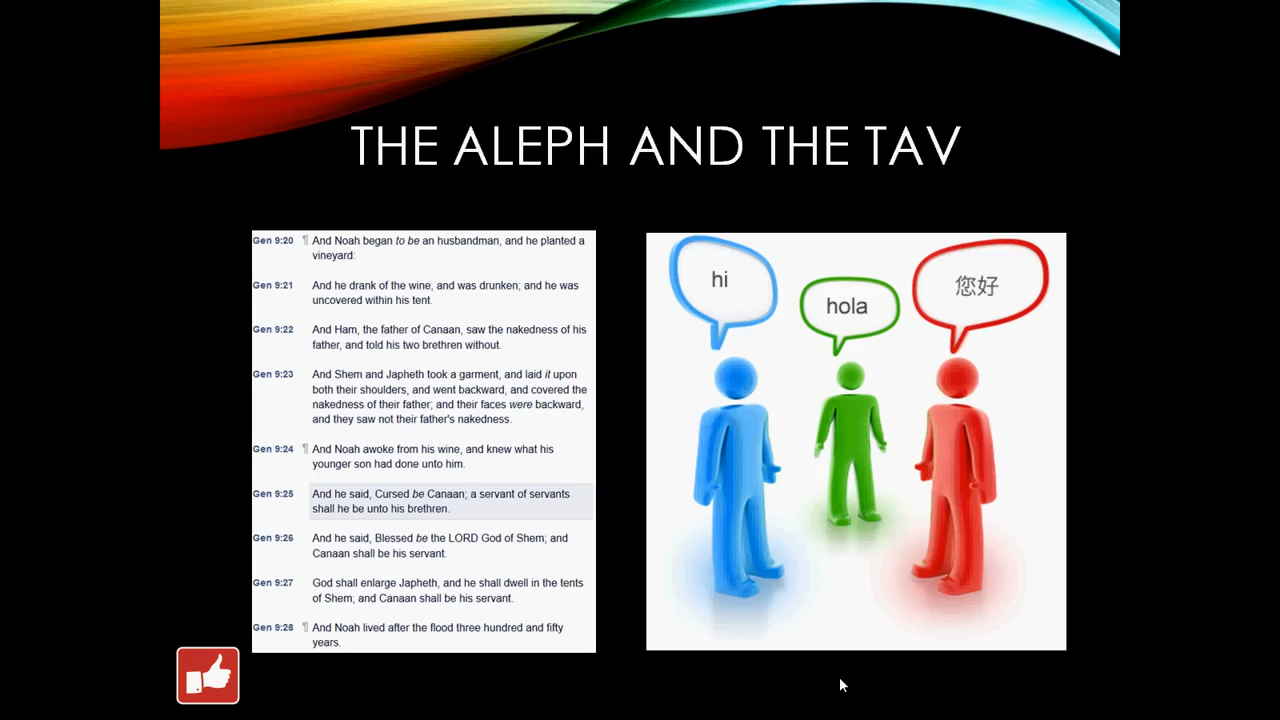 THE ALEPH AND THE TAV
Gen 9:20 ¶ And Noah began to be an husbandman, and he planted a
vineyard:
Gen 9:21 And he drank of the wine, and was drunken; and he was
uncovered within his tent.
Gen 9:22 And Ham, the father of Canaan, saw the nakedness of his
father, and told his two brethren without.
Gen 9:23 And Shem and Japheth took a garment, and laid it upon
both their shoulders, and went backward, and covered the
nakedness of their father; and their faces were backward,
and they saw not their father's nakedness.
Gen 9:24 ¶ And Noah awoke from his wine, and knew what his
younger son had done unto him.
Gen 9:25 And he said, Cursed be Canaan; a servant of servants
shall he be unto his brethren.
Gen 9:26 And he said, Blessed be the LORD God of Shem; and
Canaan shall be his servant.
Gen 9:27 God shall enlarge Japheth, and he shall dwell in the tents
of Shem; and Canaan shall be his servant.
Gen 9:28 ¶ And Noah lived after the flood three hundred and fifty
years.
hi
hola
您好